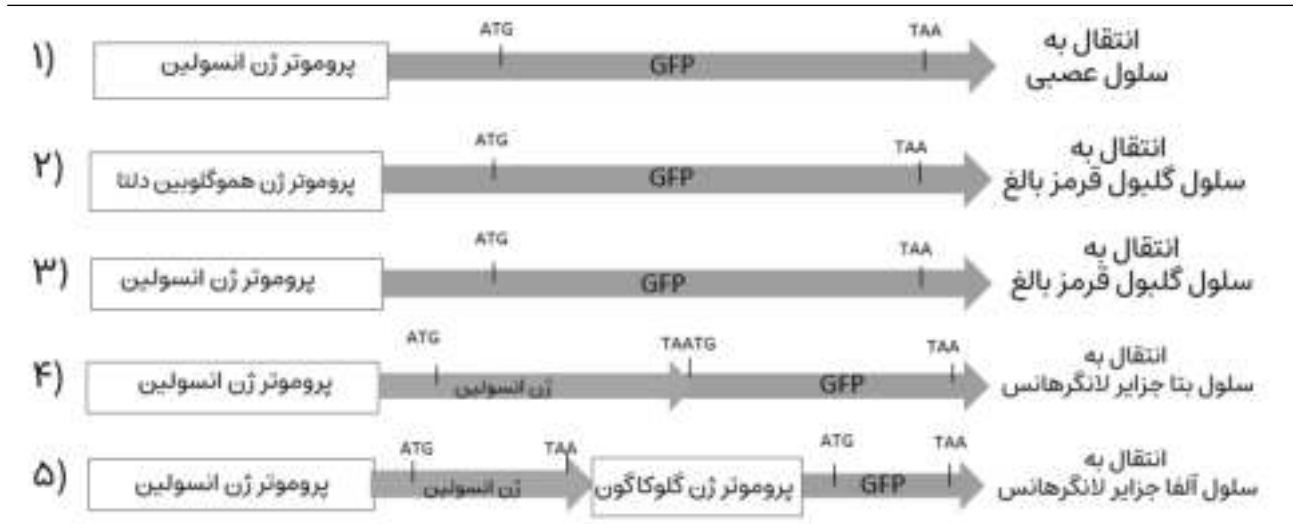 ۱)
پروموتر ژن انسولین
ATG
GFP
TAA
انتقال به
سلول عصبی
۲)
پروموتر ژن هموگلوبین دلتا
ATG
GFP
TAA
انتقال به
سلول گلبول قرمز بالغ
۳)
پروموتر ژن انسولین
ATG
GFP
TAA
انتقال به
سلول گلبول قرمز بالغ
۴)
پروموتر ژن انسولین
ATG
ژن انسولین
TAATG
GFP
TAA
انتقال به
سلول بتا جزایر لانگرهانس
۵)
پروموتر ژن انسولین
ATG
ژن انسولین
TAA
پروموتر ژن گلوکاگون
ATG
GFP
TAA
انتقال به
سلول آلفا جزایر لانگرهانس